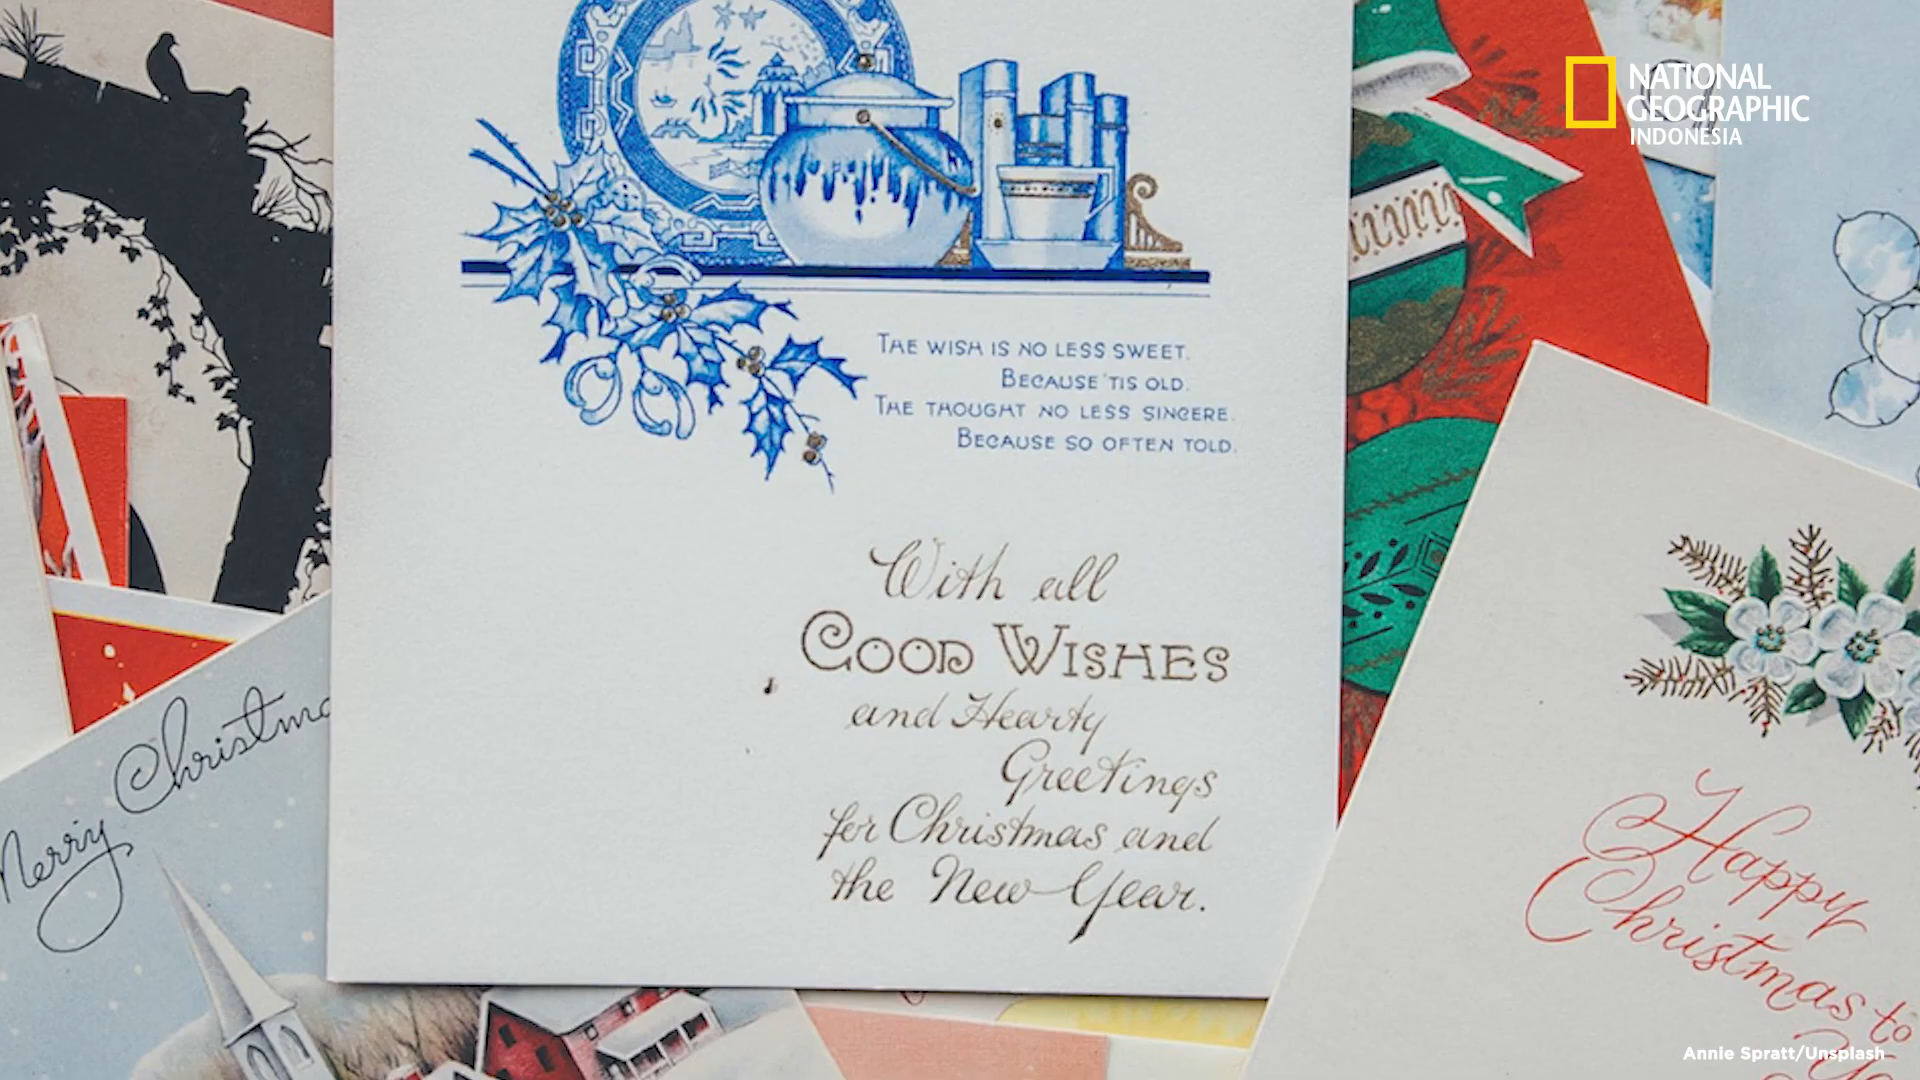 NATIONAL
GEOGRAPHIC
INDONESIA
THE WISH IS NO LESS SWEET.
BECAUSE 'TIS OLD.
THE THOUGHT NO LESS SINCERE.
BECAUSE SO OFTEN TOLD.
With all
GOOD WISHES
and Hearty
Greetings
for Christmas and
the New Year.
Merry Christma
Happy
Christmas to
Annie Spratt/Unsplash